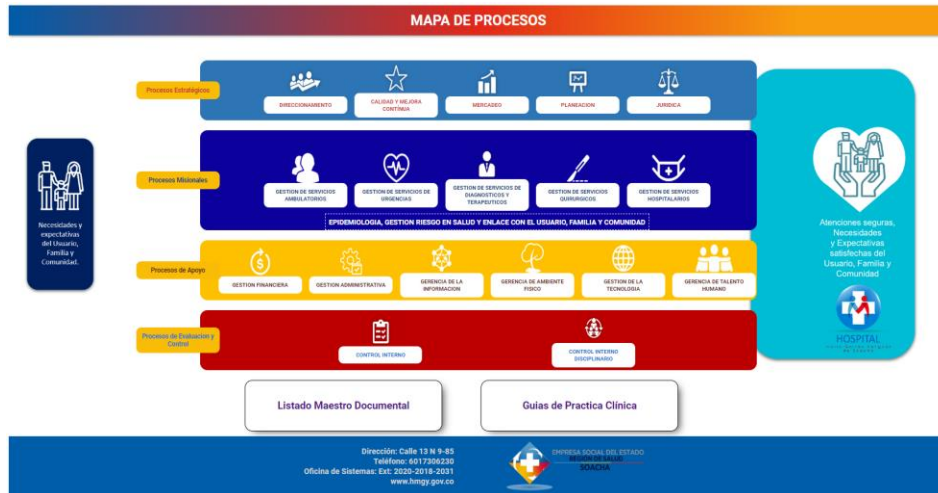 MAPA DE PROCESOS
Procesos Estratégicos
DIRECCIONAMIENTO
CALIDAD Y MEJORA
CONTÍNUA
MERCADEO
PLANEACION
JURIDICA
Necesidades y
expectativas
del Usuario,
Familia y
Comunidad.
Procesos Misionales
GESTION DE SERVICIOS
AMBULATORIOS
GESTION DE SERVICIOS DE
URGENCIAS
GESTION DE SERVICIOS DE
DIAGNOSTICOS Y
TERAPEUTICOS
GESTION DE SERVICIOS
QUIRURGICOS
GESTION DE SERVICIOS
HOSPITALARIOS
EPIDEMIOLOGIA, GESTION RIESGO EN SALUD Y ENLACE CON EL USUARIO, FAMILIA Y COMUNIDAD
Procesos de Apoyo
GESTION FINANCIERA
GESTION ADMINISTRATIVA
GERENCIA DE LA
INFORMACION
GERENCIA DE AMBIENTE
FISICO
GESTION DE LA
TECNOLOGIA
GERENCIA DE TALENTO
HUMANO
Procesos de Evaluacion y
Control
CONTROL INTERNO
CONTROL INTERNO
DISCIPLINARIO
Atenciones seguras,
Necesidades
y Expectativas
satisfechas del
Usuario, Familia y
Comunidad
HOSPITAL
Listado Maestro Documental
Guias de Practica Clínica
Dirección: Calle 13 N 9-85
Teléfono: 6017306230
Oficina de Sistemas: Ext: 2020-2018-2031
www.hmgy.gov.co
EMPRESA SOCIAL DEL ESTADO
REGIÓN DE SALUD
SOACHA